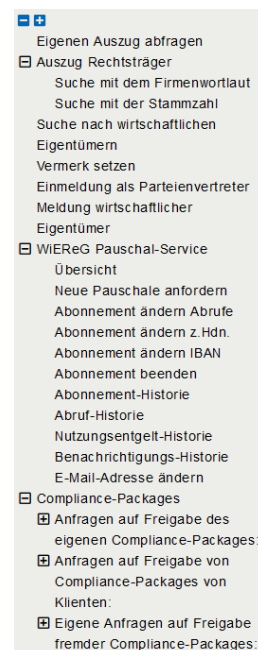 Eigenen Auszug abfragen
Auszug Rechtsträger
Suche mit dem Firmenwortlaut
Suche mit der Stammzahl
Suche nach wirtschaftlichen
Eigentümern
Vermerk setzen
Einmeldung als Parteienvertreter
Meldung wirtschaftlicher
Eigentümer
WiEReG Pauschal-Service
Übersicht
Neue Pauschale anfordern
Abonnement ändern Abrufe
Abonnement ändern z.Hdn.
Abonnement ändern IBAN
Abonnement beenden
Abonnement-Historie
Abruf-Historie
Nutzungsentgelt-Historie
Benachrichtigungs-Historie
E-Mail-Adresse ändern
Compliance-Packages
Anfragen auf Freigabe des
eigenen Compliance-Packages:
Anfragen auf Freigabe von
Compliance-Packages von
Klienten:
Eigene Anfragen auf Freigabe
fremder Compliance-Packages: